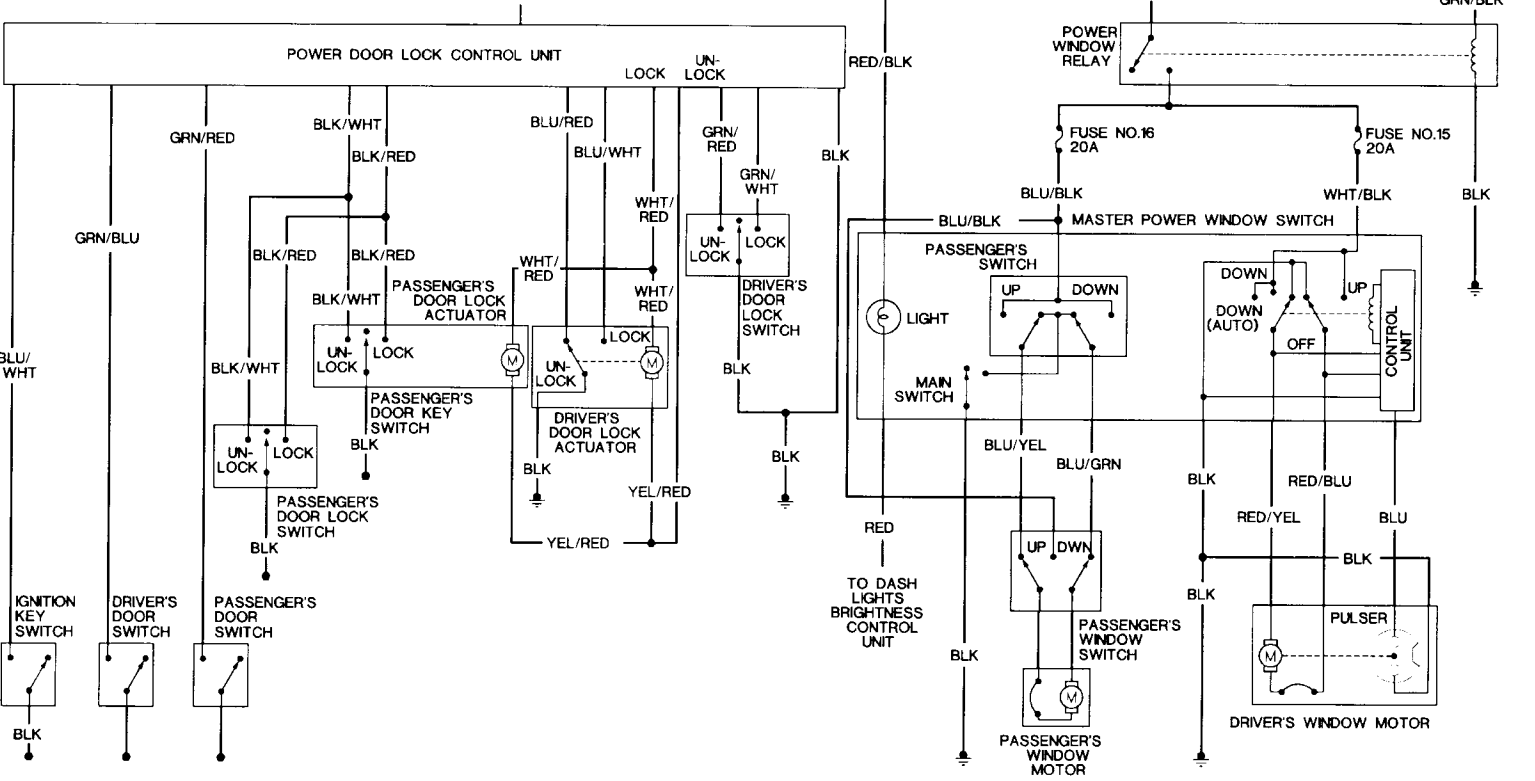 GRN/BLK
POWER DOOR LOCK CONTROL UNIT
LOCK
UN-
LOCK
RED/BLK
POWER
WINDOW
RELAY
BLK/WHT
BLK/RED
GRN/RED
BLU/RED
BLU/WHT
GRN/
RED
GRN/
WHT
BLK
FUSE NO.16
20A
FUSE NO.15
20A
BLU/BLK
WHT/BLK
BLK
WHT/
RED
BLU/BLK
MASTER POWER WINDOW SWITCH
GRN/BLU
BLK/RED
BLK/RED
WHT/
RED
WHT/
RED
UN-
LOCK
LOCK
PASSENGER'S
SWITCH
UP
DOWN
DOWN
DOWN
(AUTO)
UP
OFF
CONTROL
UNIT
BLK/WHT
PASSENGER'S
DOOR LOCK
ACTUATOR
DRIVER'S
DOOR
LOCK
SWITCH
LIGHT
BLU/
WHT
BLK/WHT
UN-
LOCK
LOCK
M
LOCK
UN-
LOCK
M
BLK
MAIN
SWITCH
PASSENGER'S
DOOR KEY
SWITCH
BLK
DRIVER'S
DOOR LOCK
ACTUATOR
UN-
LOCK
LOCK
BLK
BLK
BLU/YEL
BLU/GRN
BLK
RED/BLU
PASSENGER'S
DOOR LOCK
SWITCH
YEL/RED
RED
RED/YEL
BLU
BLK
YEL/RED
UP
DWN
BLK
TO DASH
LIGHTS
BRIGHTNESS
CONTROL
UNIT
BLK
IGNITION
KEY
SWITCH
DRIVER'S
DOOR
SWITCH
PASSENGER'S
DOOR
SWITCH
PASSENGER'S
WINDOW
SWITCH
PULSER
BLK
M
M
BLK
DRIVER'S WINDOW MOTOR
PASSENGER'S
WINDOW
MOTOR